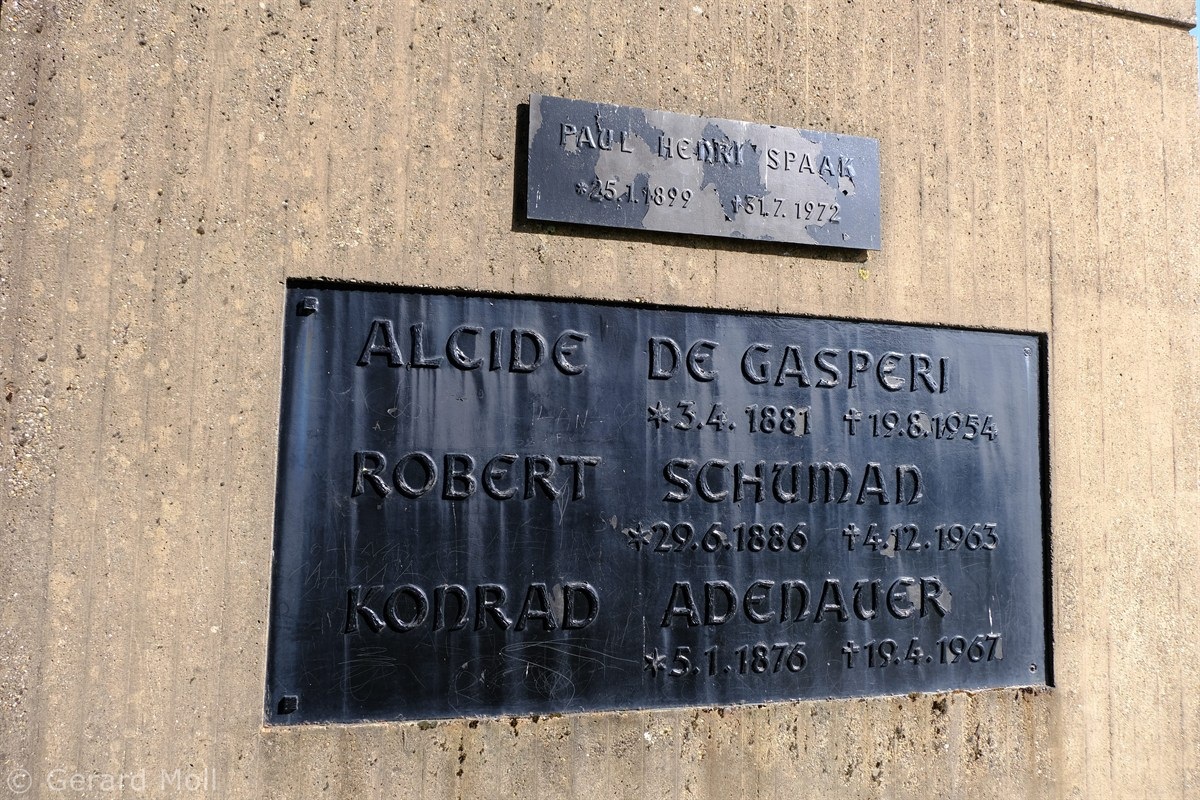 PAUL HENRI SPAAK
*25.1.1899 †31.7.1972
ALCIDE DE GASPERI
*3.4.1881 †19.8.1954
ROBERT SCHUMAN
*29.6.1886 †4.12.1963
KONRAD ADENAUER
*5.1.1876 †19.4.1967
© Gerard Moll